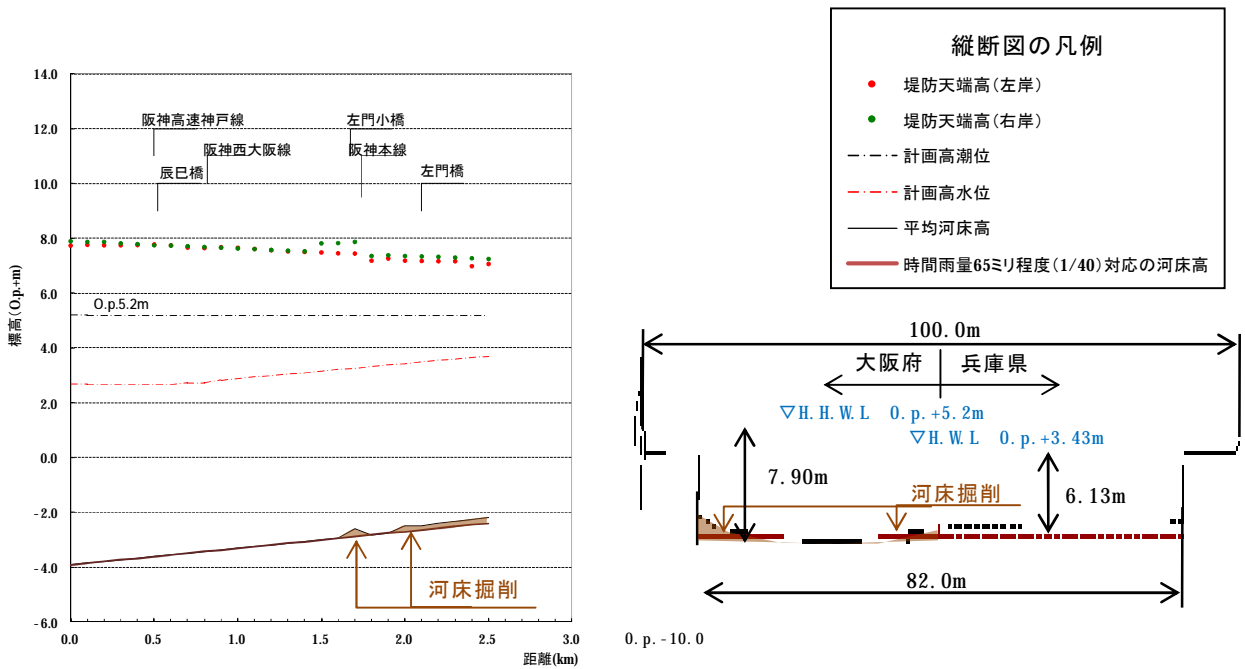 縦断図の凡例
堤防天端高(左岸)
堤防天端高(右岸)
計画高潮位
計画高水位
平均河床高
時間雨量65ミリ程度(1/40)対応の河床高
標高(O.p.+m)
14.0
12.0
10.0
8.0
6.0
4.0
2.0
0.0
-2.0
-4.0
-6.0
阪神高速神戸線
左門小橋
阪神西大阪線
阪神本線
辰巳橋
左門橋
O.p.5.2m
河床掘削
0.0
0.5
1.0
1.5
2.0
2.5
3.0
距離(km)
100.0m
大阪府
兵庫県
▽H.H.W.L O.p.+5.2m
▽H.W.L O.p.+3.43m
7.90m
河床掘削
6.13m
82.0m
O.p.-10.0